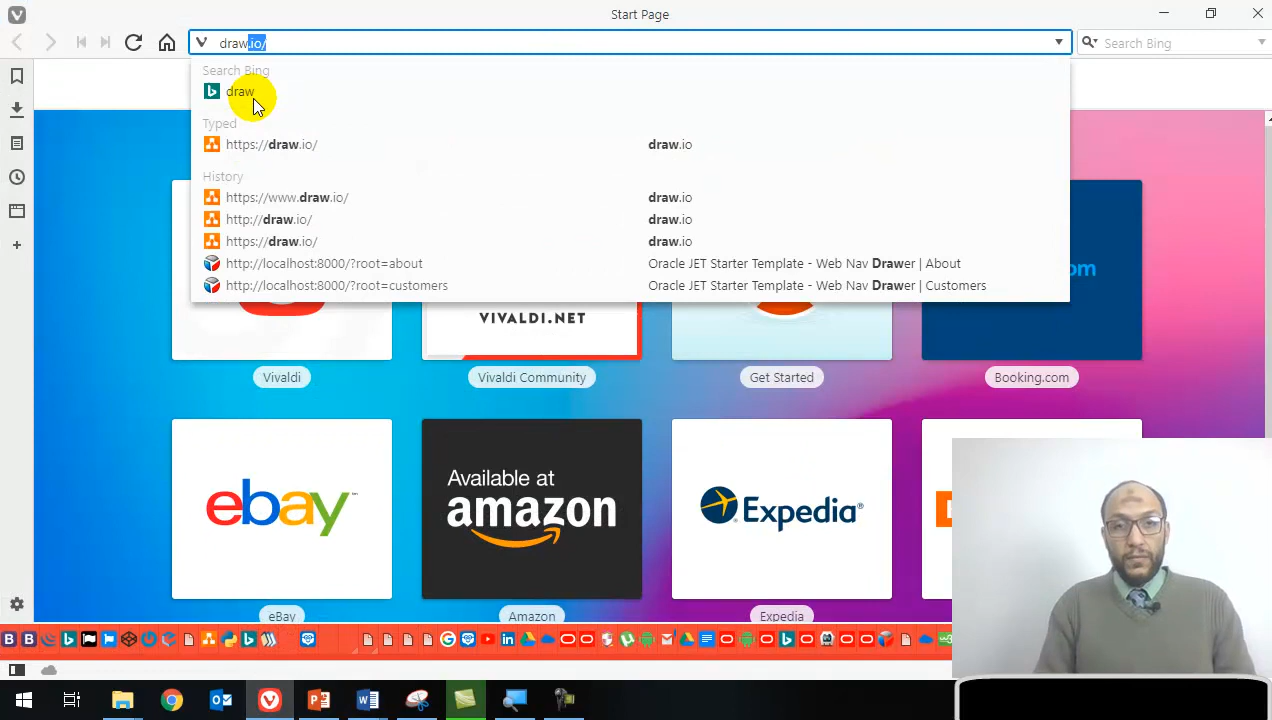 Start Page
draw.io/
Search Bing
Search Bing
draw
Typed
https://draw.io/ draw.io
History
https://www.draw.io/ draw.io
http://draw.io/ draw.io
https://draw.io/ draw.io
http://localhost:8000/?root=about Oracle JET Starter Template - Web Nav Drawer | About
http://localhost:8000/?root=customers Oracle JET Starter Template - Web Nav Drawer | Customers
VIVALDI.NET
Vivaldi
Vivaldi Community
Get Started
Booking.com
ebay
Available at
amazon
Expedia
eBay
Amazon
Expedia